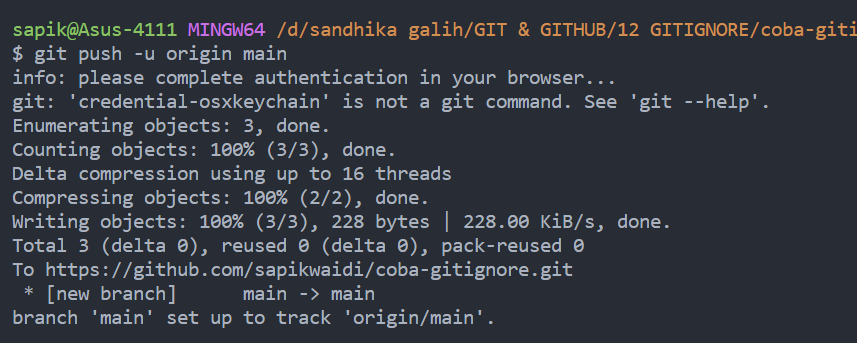 sapik@Asus-4111 MINGW64 /d/sandhika galih/GIT & GITHUB/12 GITIGNORE/coba-giti
$ git push -u origin main
info: please complete authentication in your browser...
git: 'credential-osxkeychain' is not a git command. See 'git --help'.
Enumerating objects: 3, done.
Counting objects: 100% (3/3), done.
Delta compression using up to 16 threads
Compressing objects: 100% (2/2), done.
Writing objects: 100% (3/3), 228 bytes | 228.00 KiB/s, done.
Total 3 (delta 0), reused 0 (delta 0), pack-reused 0
To https://github.com/sapikwaidi/coba-gitignore.git
 * [new branch]      main -> main
branch 'main' set up to track 'origin/main'.